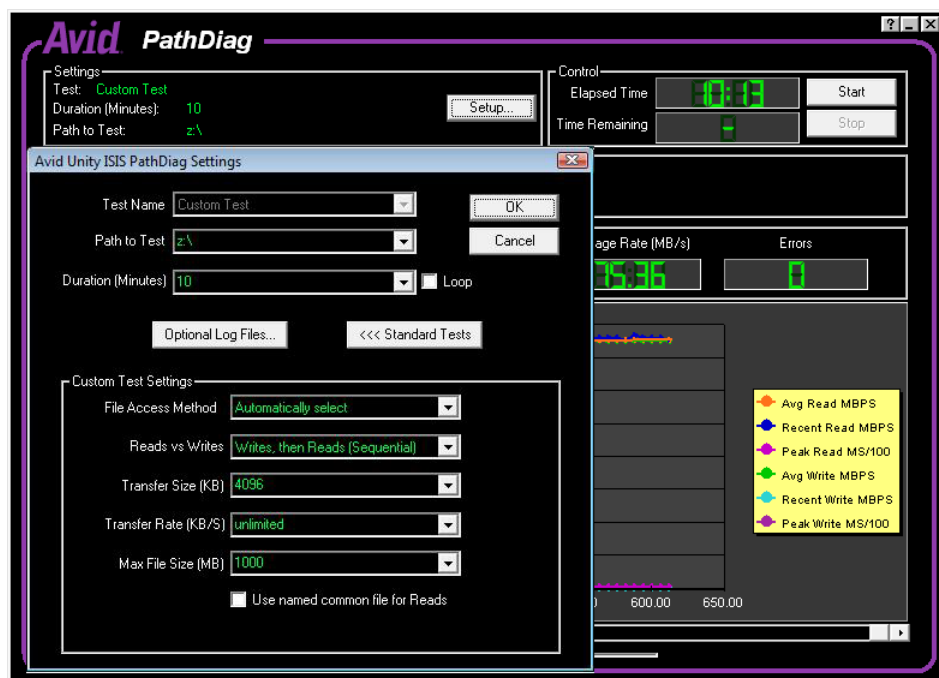 Avid PathDiag
Settings
Test: Custom Test
Duration (Minutes): 10
Path to Test: z:\
Setup...
Control
Elapsed Time 10:13
Time Remaining -
Start
Stop
Avid Unity ISIS PathDiag Settings
Test Name Custom Test
OK
Path to Test z:\
Cancel
Duration (Minutes) 10
Loop
Optional Log Files...
<<< Standard Tests
Custom Test Settings
File Access Method Automatically select
Reads vs Writes Writes, then Reads (Sequential)
Transfer Size (KB) 4096
Transfer Rate (KB/S) unlimited
Max File Size (MB) 1000
Use named common file for Reads
age Rate (MB/s)
75.36
Errors
0
Avg Read MBPS
Recent Read MBPS
Peak Read MS/100
Avg Write MBPS
Recent Write MBPS
Peak Write MS/100
600.00 650.00